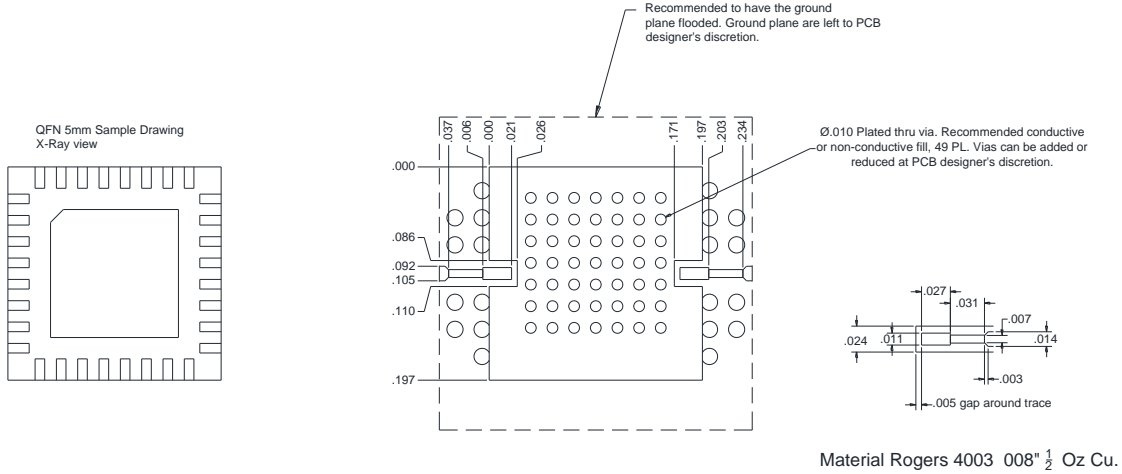 Recommended to have the ground
plane flooded. Ground plane are left to PCB
designer's discretion.
QFN 5mm Sample Drawing
X-Ray view
.037
.006
.000
.021
.026
.171
.197
.203
.234
Ø.010 Plated thru via. Recommended conductive
or non-conductive fill, 49 PL. Vias can be added or
reduced at PCB designer's discretion.
.000
.086
.092
.105
.110
.197
.027
.031
.007
.024
.011
.014
.003
.005 gap around trace
Material Rogers 4003 008" ½ Oz Cu.